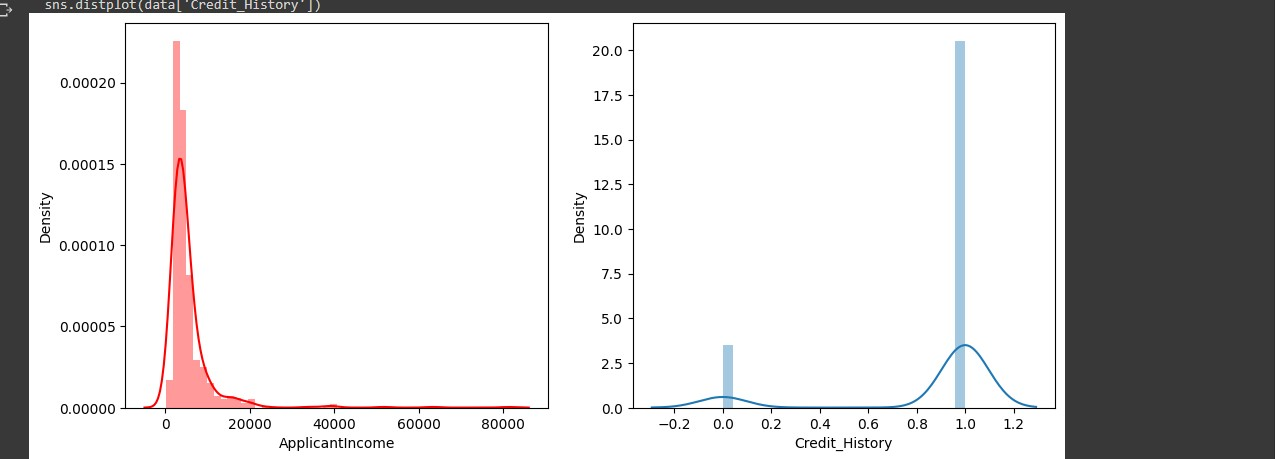 sns.distplot(data['Credit_History'])
0.00020
0.00015
0.00010
0.00005
0.00000
Density
0 20000 40000 60000 80000
ApplicantIncome
20.0
17.5
15.0
12.5
10.0
7.5
5.0
2.5
0.0
Density
−0.2 0.0 0.2 0.4 0.6 0.8 1.0 1.2
Credit_History